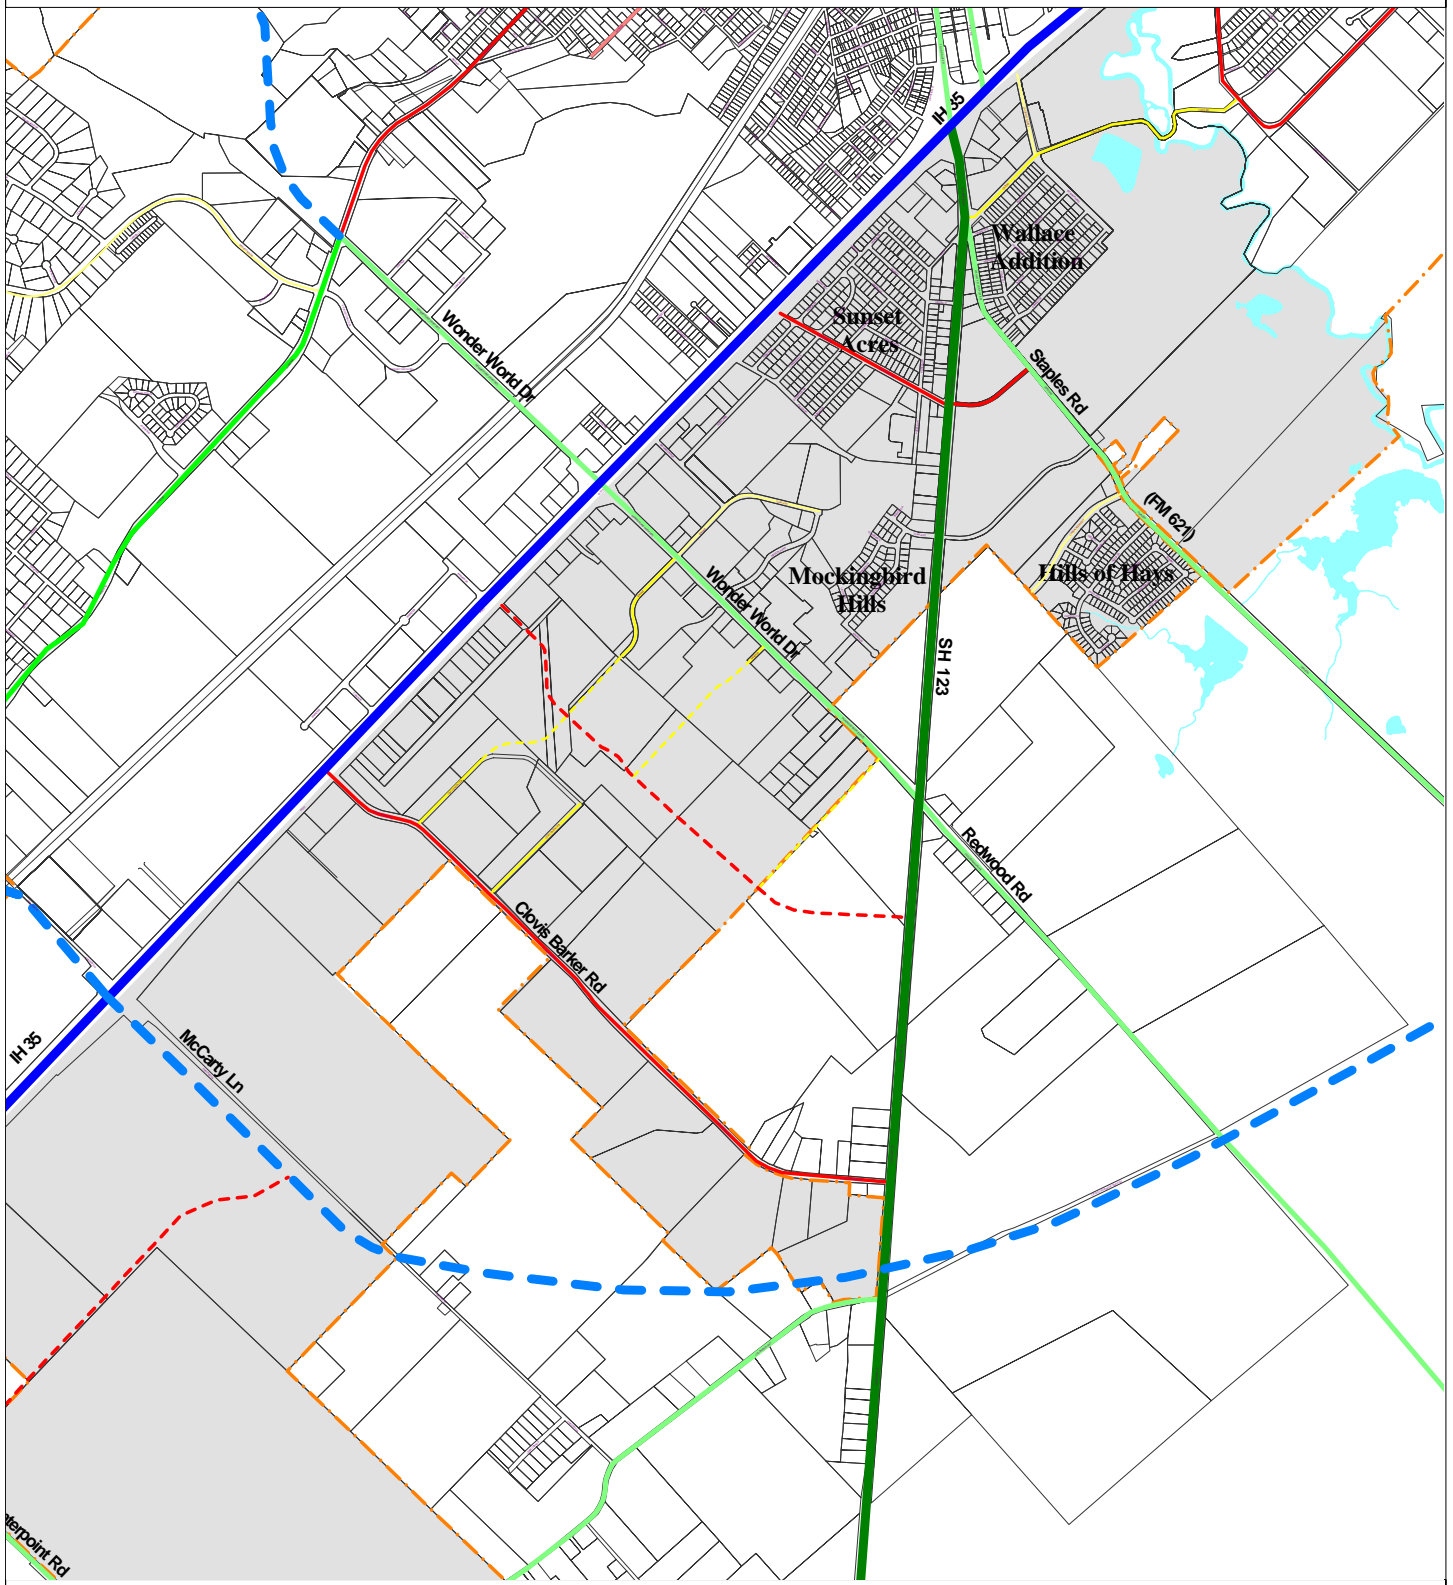 IH 35
Wallace
Addition
Sunset
Acres
Wonder World Dr
Staples Rd
(FM 621)
Mockingbird
Hills
Hills of Hays
Wonder World Dr
SH 123
Redwood Rd
Clovis Barker Rd
IH 35
McCarty Ln
nterpoint Rd